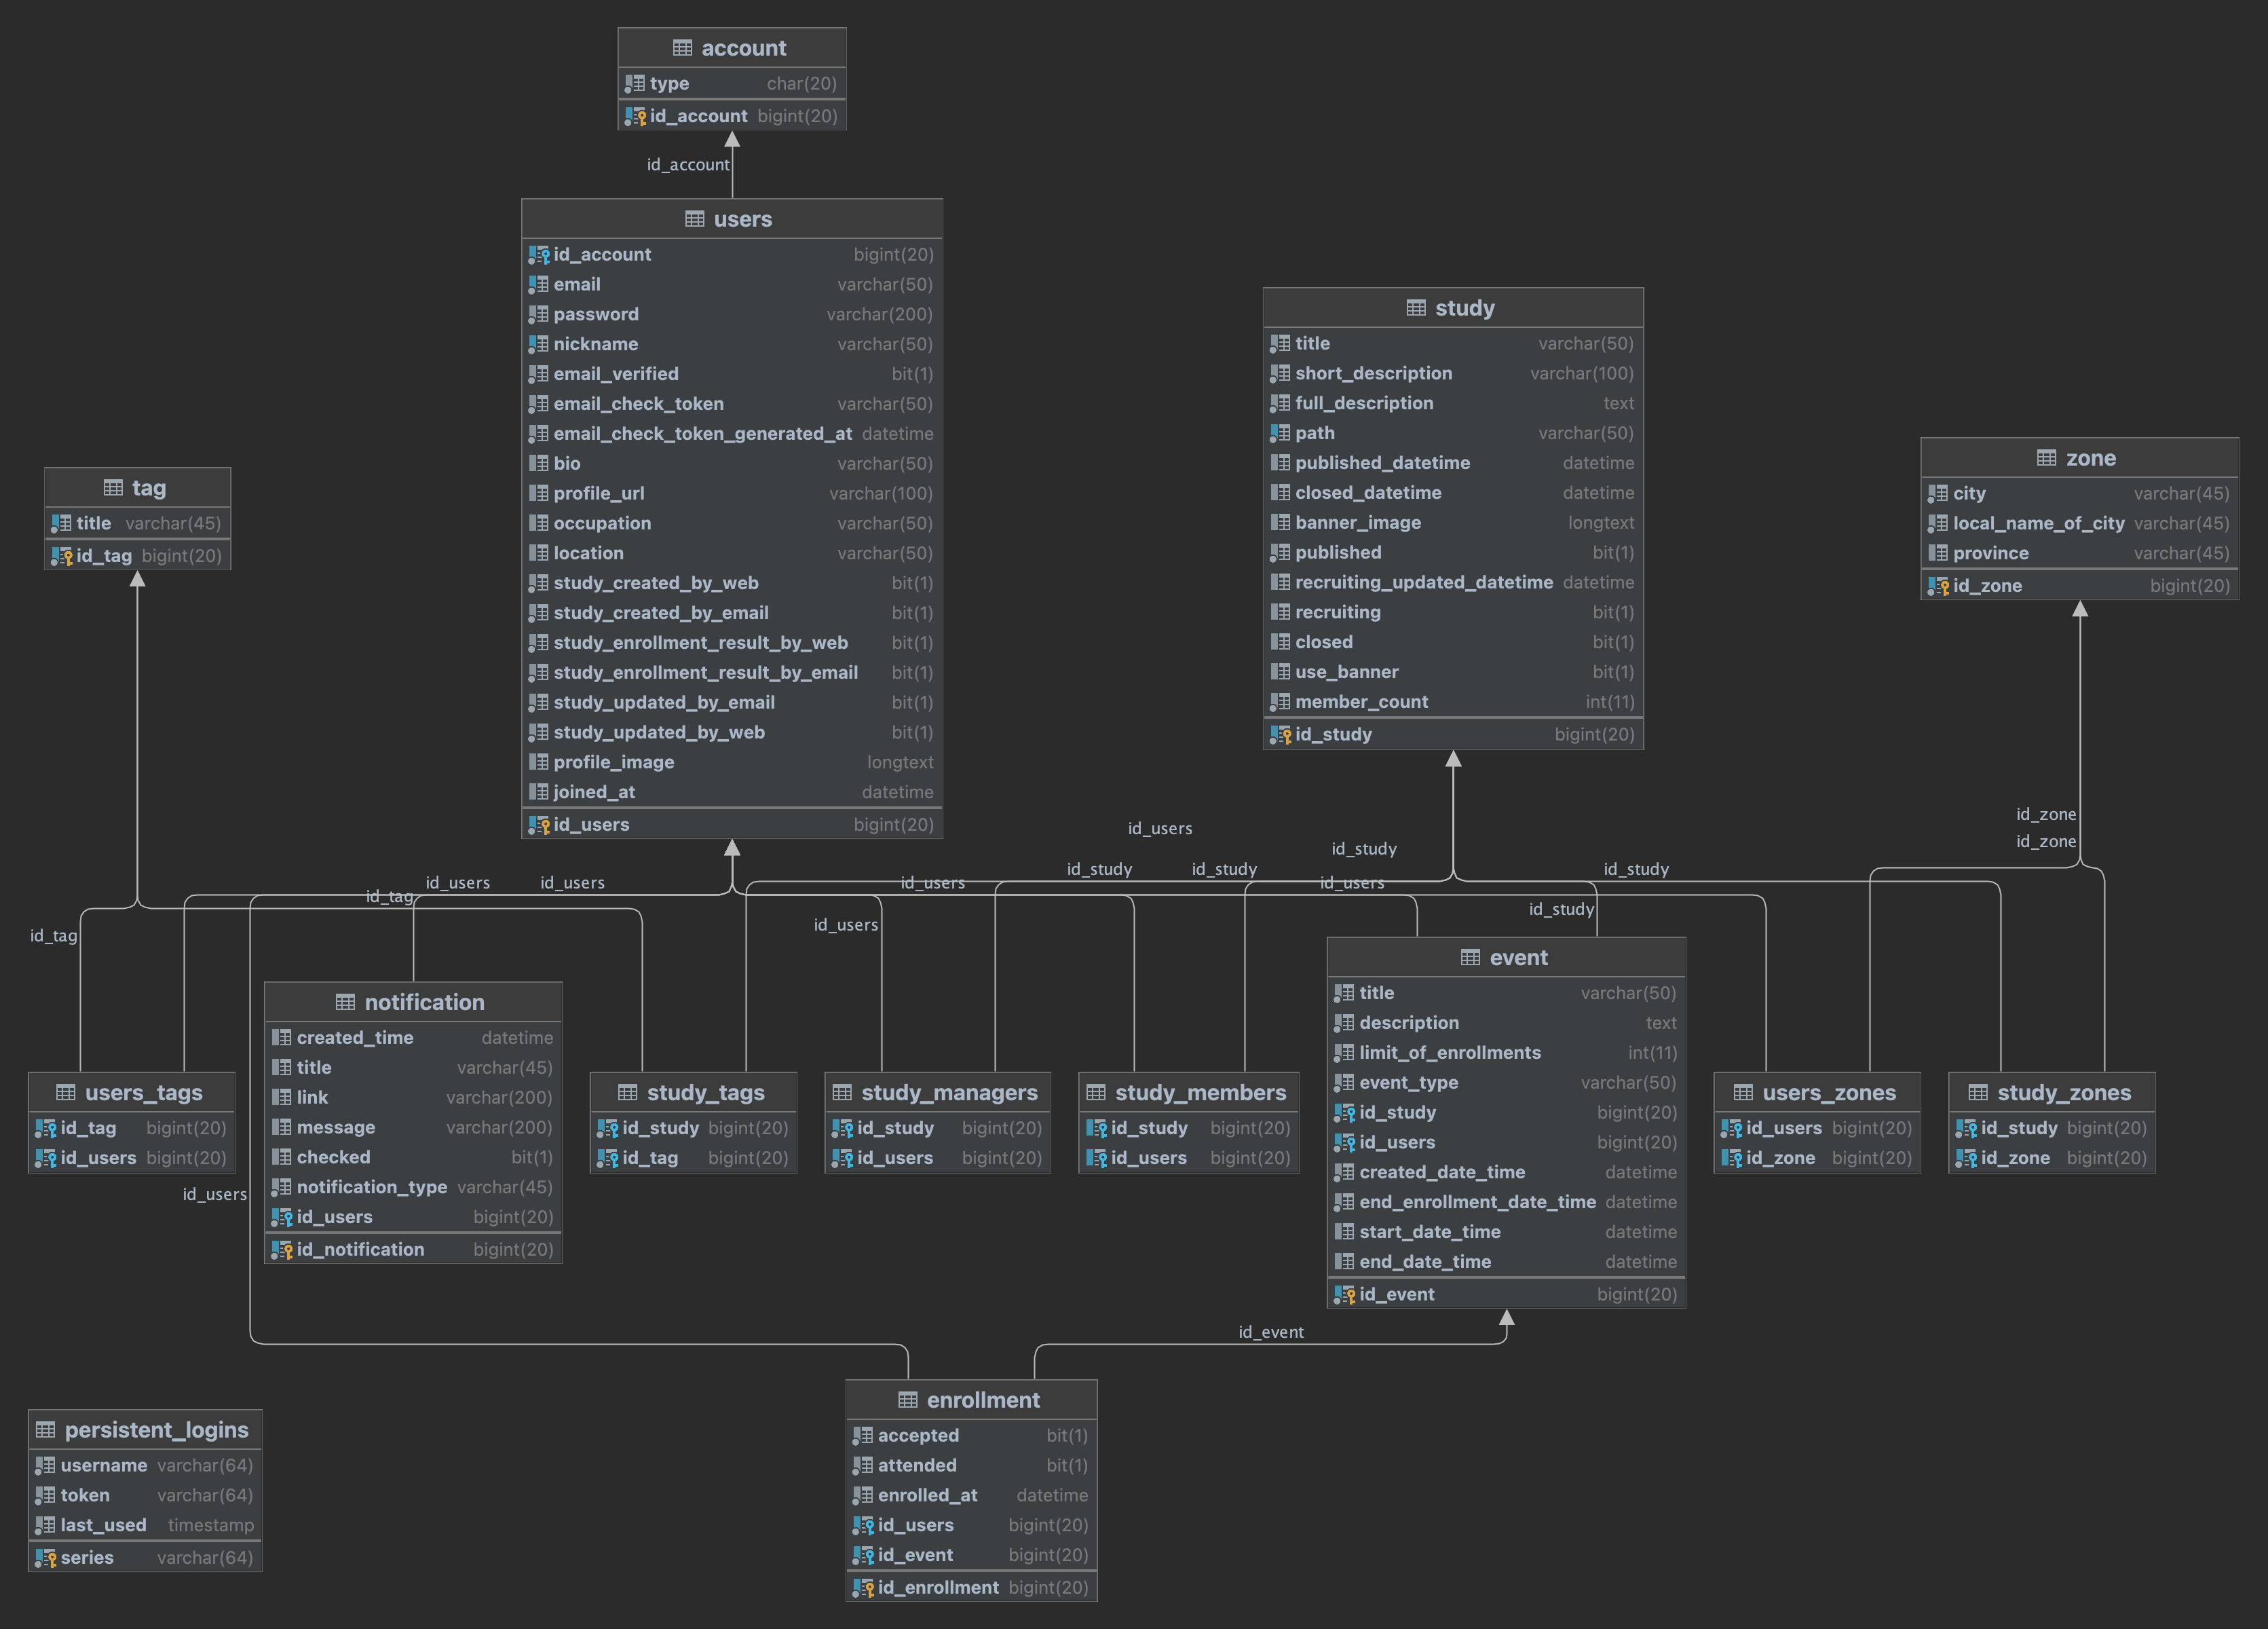 account
type char(20)
id_account bigint(20)
id_account
users
id_account bigint(20)
email varchar(50)
password varchar(200)
nickname varchar(50)
email_verified bit(1)
email_check_token varchar(50)
email_check_token_generated_at datetime
bio varchar(50)
profile_url varchar(100)
occupation varchar(50)
location varchar(50)
study_created_by_web bit(1)
study_created_by_email bit(1)
study_enrollment_result_by_web bit(1)
study_enrollment_result_by_email bit(1)
study_updated_by_email bit(1)
study_updated_by_web bit(1)
profile_image longtext
joined_at datetime
id_users bigint(20)
study
title varchar(50)
short_description varchar(100)
full_description text
path varchar(50)
published_datetime datetime
closed_datetime datetime
banner_image longtext
published bit(1)
recruiting_updated_datetime datetime
recruiting bit(1)
closed bit(1)
use_banner bit(1)
member_count int(11)
id_study bigint(20)
zone
city varchar(45)
local_name_of_city varchar(45)
province varchar(45)
id_zone bigint(20)
tag
title varchar(45)
id_tag bigint(20)
id_zone
id_users
id_zone
id_study
id_study
id_study
id_study
id_users
id_users
id_users
id_users
id_tag
id_study
id_users
id_tag
event
title varchar(50)
description text
limit_of_enrollments int(11)
event_type varchar(50)
id_study bigint(20)
id_users bigint(20)
created_date_time datetime
end_enrollment_date_time datetime
start_date_time datetime
end_date_time datetime
id_event bigint(20)
notification
created_time datetime
title varchar(45)
link varchar(200)
message varchar(200)
checked bit(1)
notification_type varchar(45)
id_users bigint(20)
id_notification bigint(20)
users_tags
id_tag bigint(20)
id_users bigint(20)
study_tags
id_study bigint(20)
id_tag bigint(20)
study_managers
id_study bigint(20)
id_users bigint(20)
study_members
id_study bigint(20)
id_users bigint(20)
users_zones
id_users bigint(20)
id_zone bigint(20)
study_zones
id_study bigint(20)
id_zone bigint(20)
id_users
id_event
enrollment
accepted bit(1)
attended bit(1)
enrolled_at datetime
id_users bigint(20)
id_event bigint(20)
id_enrollment bigint(20)
persistent_logins
username varchar(64)
token varchar(64)
last_used timestamp
series varchar(64)